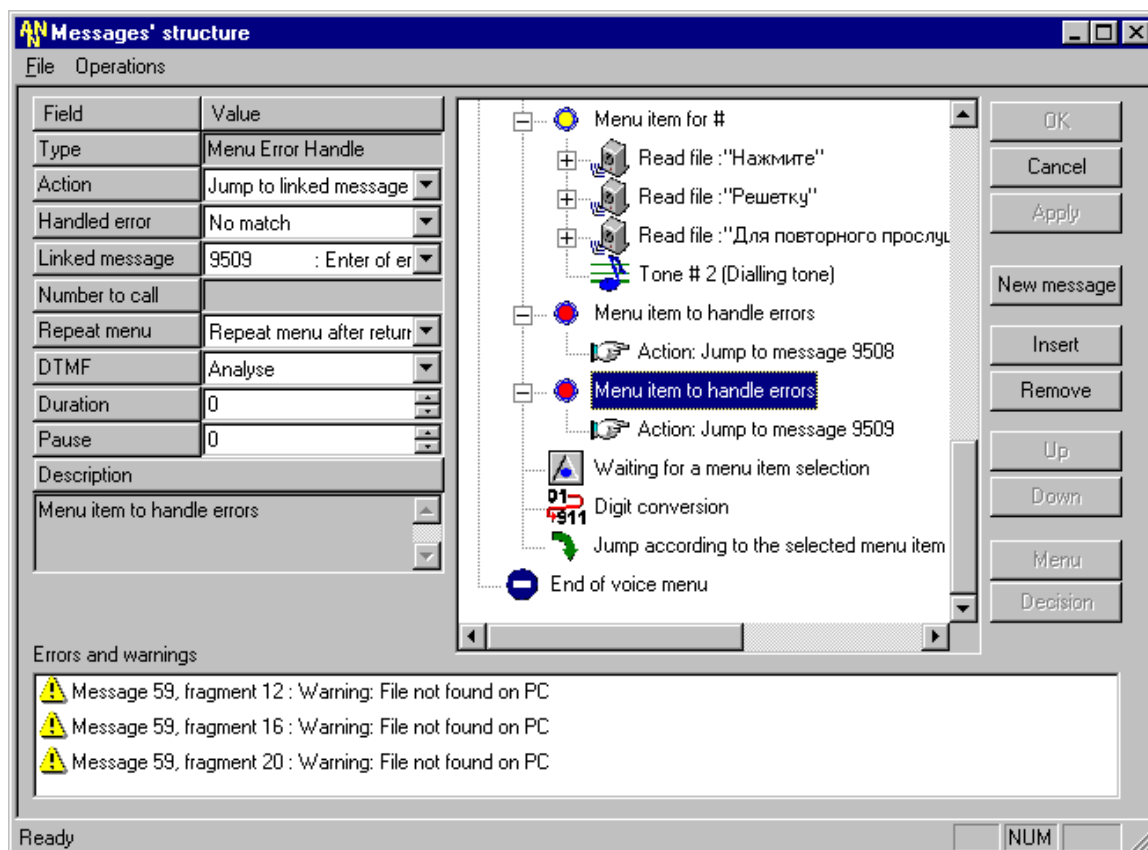 ANN Messages' structure
File Operations
Field Value
Type Menu Error Handle
Action Jump to linked message
Handled error No match
Linked message 9509 : Enter of er
Number to call
Repeat menu Repeat menu after return
DTMF Analyse
Duration 0
Pause 0
Description
Menu item to handle errors
Menu item for #
Read file :"Нажмите"
Read file :"Решетку"
Read file :"Для повторного прослуш
Tone # 2 (Dialling tone)
Menu item to handle errors
Action: Jump to message 9508
Menu item to handle errors
Action: Jump to message 9509
Waiting for a menu item selection
01
911
Digit conversion
Jump according to the selected menu item
End of voice menu
OK
Cancel
Apply
New message
Insert
Remove
Up
Down
Menu
Decision
Errors and warnings
Message 59, fragment 12 : Warning: File not found on PC
Message 59, fragment 16 : Warning: File not found on PC
Message 59, fragment 20 : Warning: File not found on PC
Ready NUM